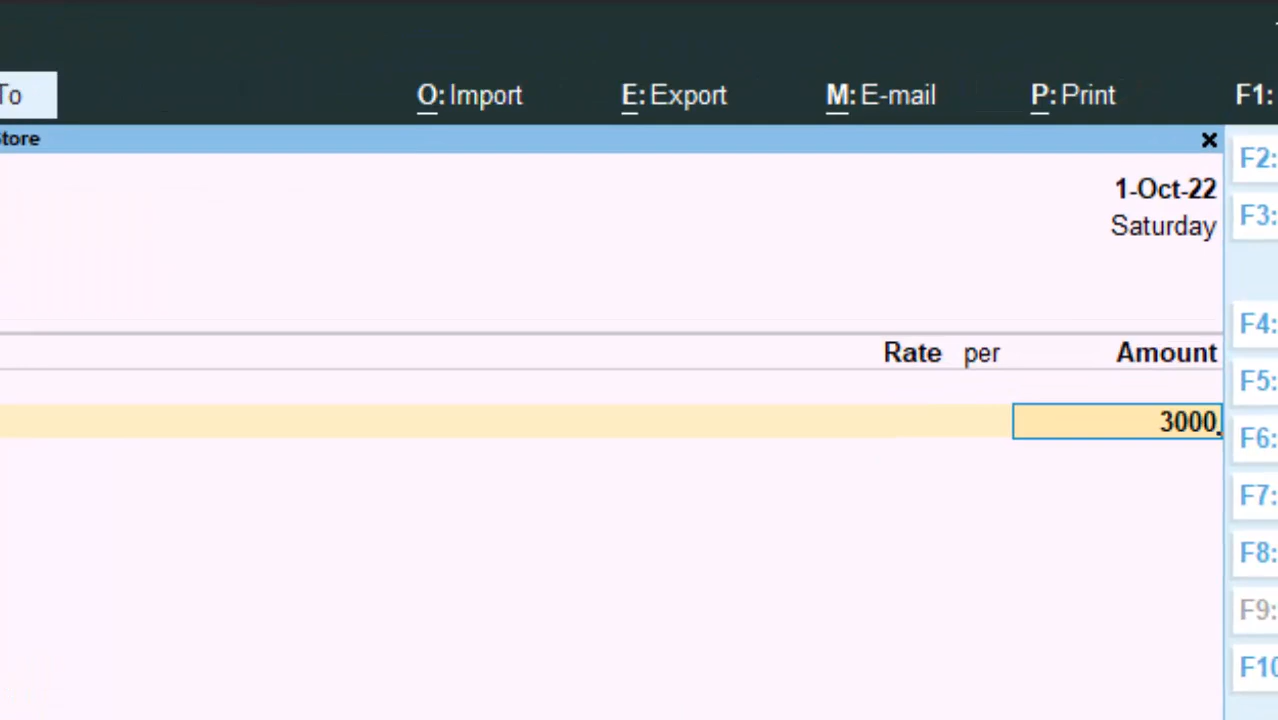 To O: Import E: Export M: E-mail P: Print F1:
Store
F2:
1-Oct-22
F3:
Saturday
F4:
Rate per Amount
F5:
3000.
F6:
F7:
F8:
F9:
F10